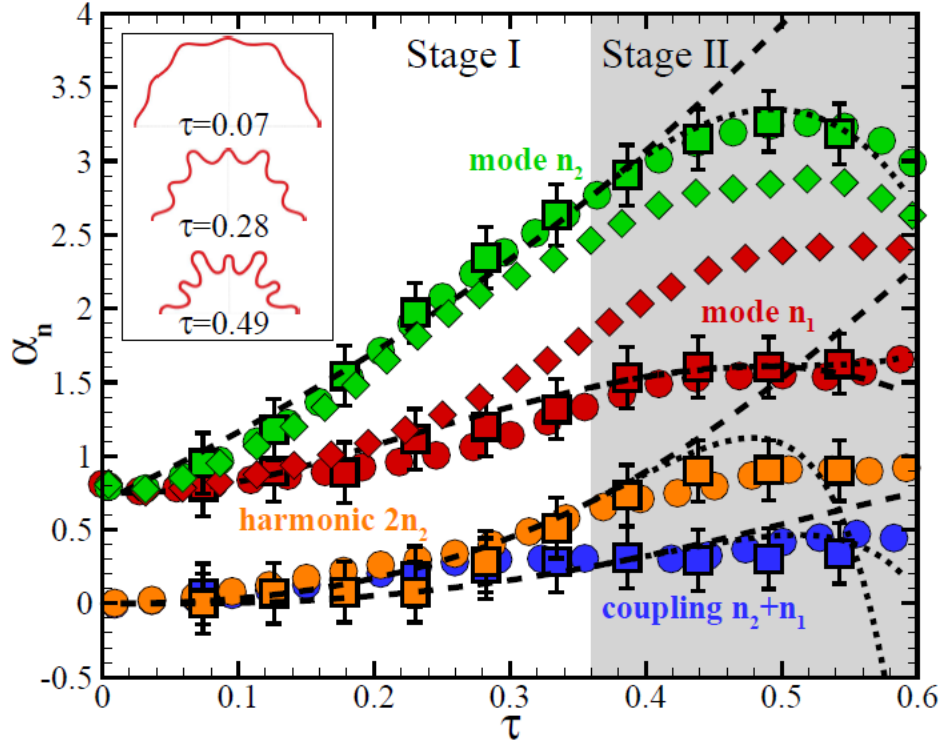 4
3.5
3
2.5
2
1.5
1
0.5
0
-0.5
α_n
Stage I
Stage II
τ=0.07
τ=0.28
τ=0.49
mode n₂
mode n₁
harmonic 2n₂
coupling n₂+n₁
0
0.1
0.2
0.3
0.4
0.5
0.6
τ